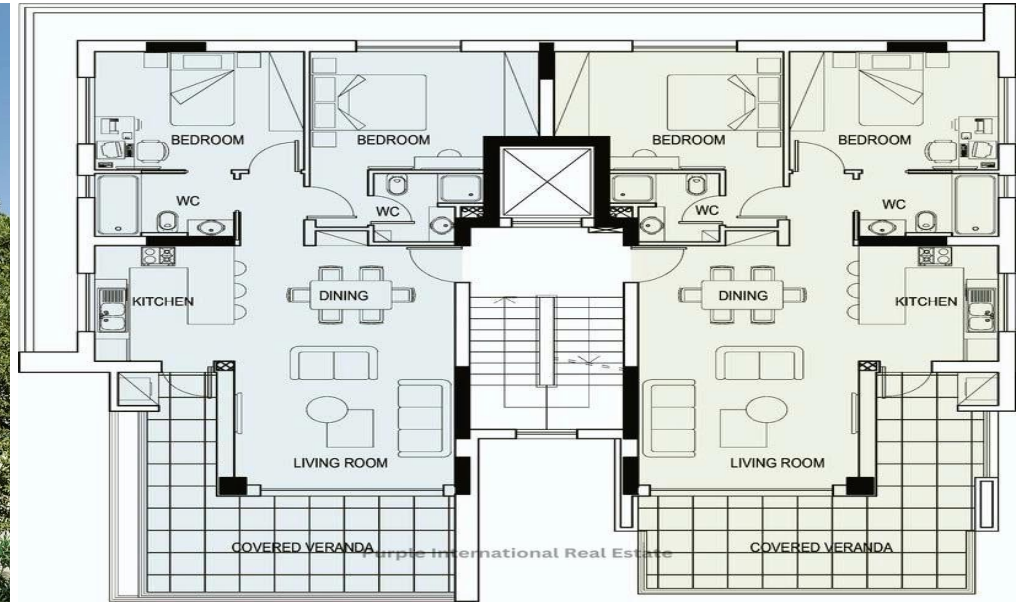 BEDROOM
BEDROOM
BEDROOM
BEDROOM
WC
WC
WC
WC
KITCHEN
DINING
DINING
KITCHEN
LIVING ROOM
LIVING ROOM
COVERED VERANDA
COVERED VERANDA
Purple International Real Estate